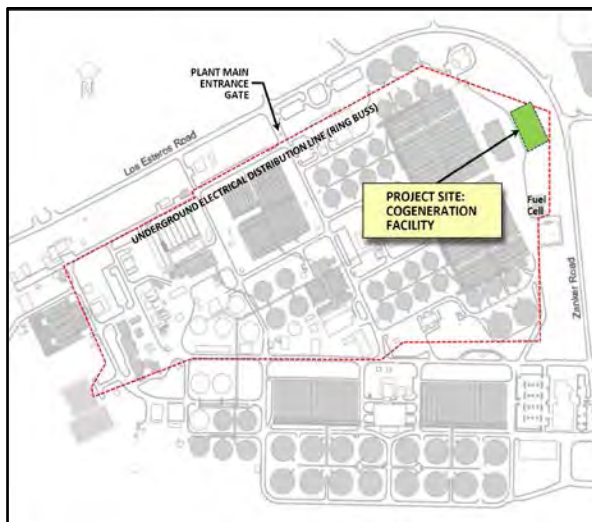 PLANT MAIN
ENTRANCE
GATE
Los Esteros Road
UNDERGROUND ELECTRICAL DISTRIBUTION LINE (RING BUSS)
PROJECT SITE:
COGENERATION
FACILITY
Fuel
Cell
Zanker Road